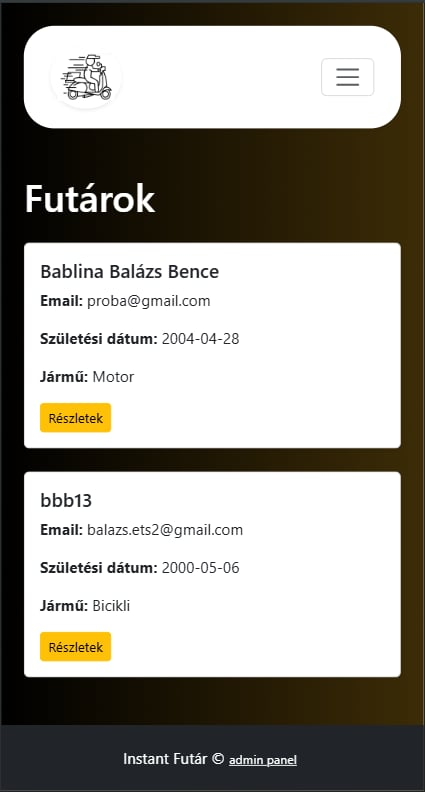 Futárok
Bablina Balázs Bence
Email: proba@gmail.com
Születési dátum: 2004-04-28
Jármű: Motor
Részletek
bbb13
Email: balazs.ets2@gmail.com
Születési dátum: 2000-05-06
Jármű: Bicikli
Részletek
Instant Futár © admin panel